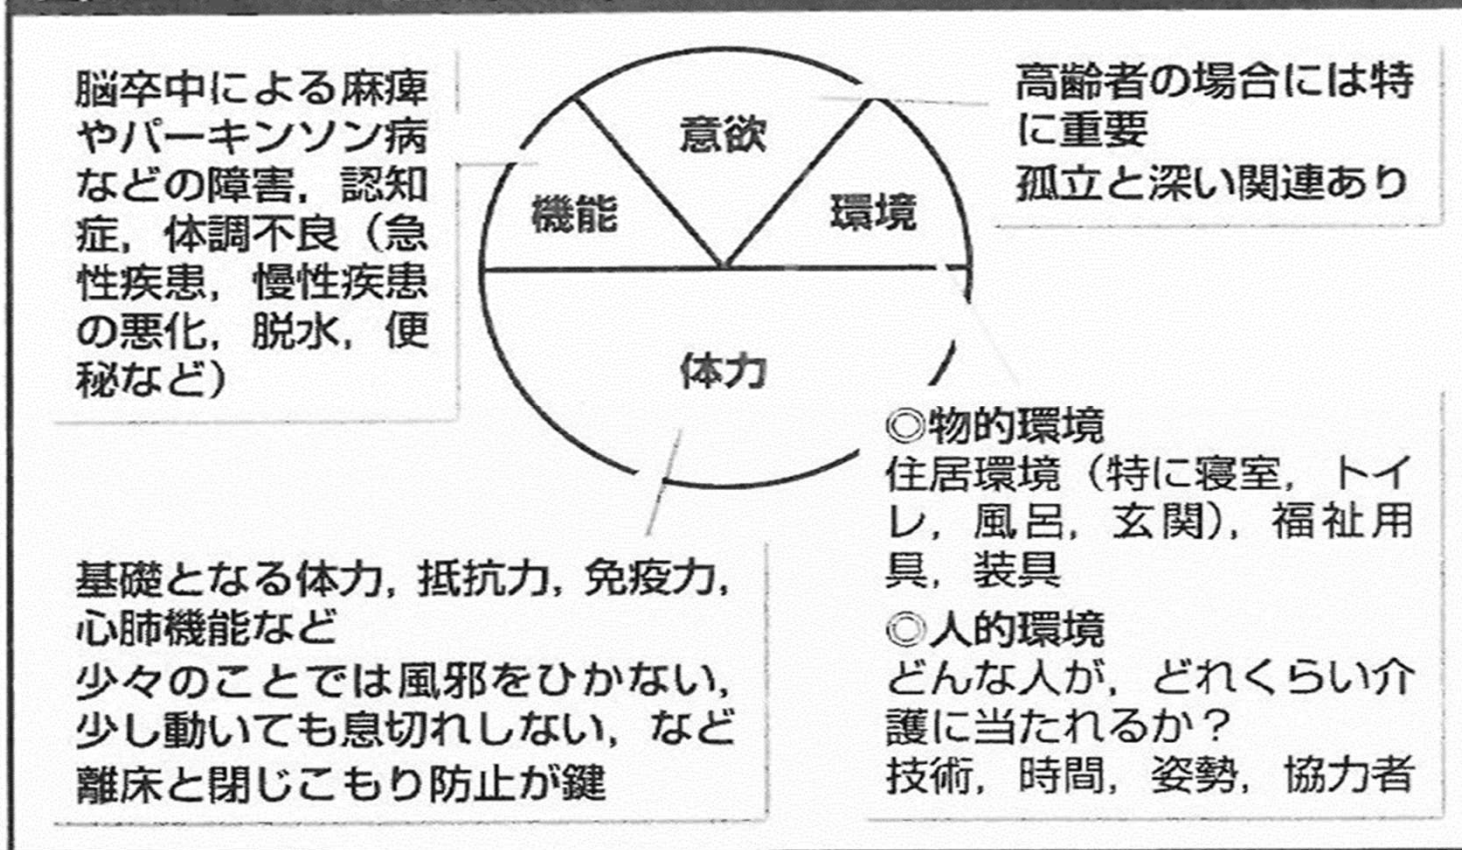 脳卒中による麻痺
やパーキンソン病
などの障害，認知
症，体調不良（急
性疾患，慢性疾患
の悪化，脱水，便
秘など）
意欲
機能
環境
体力
高齢者の場合には特
に重要
孤立と深い関連あり
基礎となる体力，抵抗力，免疫力，
心肺機能など
少々のことでは風邪をひかない，
少し動いても息切れしない，など
離床と閉じこもり防止が鍵
◎物的環境
住居環境（特に寝室，トイ
レ，風呂，玄関），福祉用
具，装具
◎人的環境
どんな人が，どれくらい介
護に当たれるか？
技術，時間，姿勢，協力者